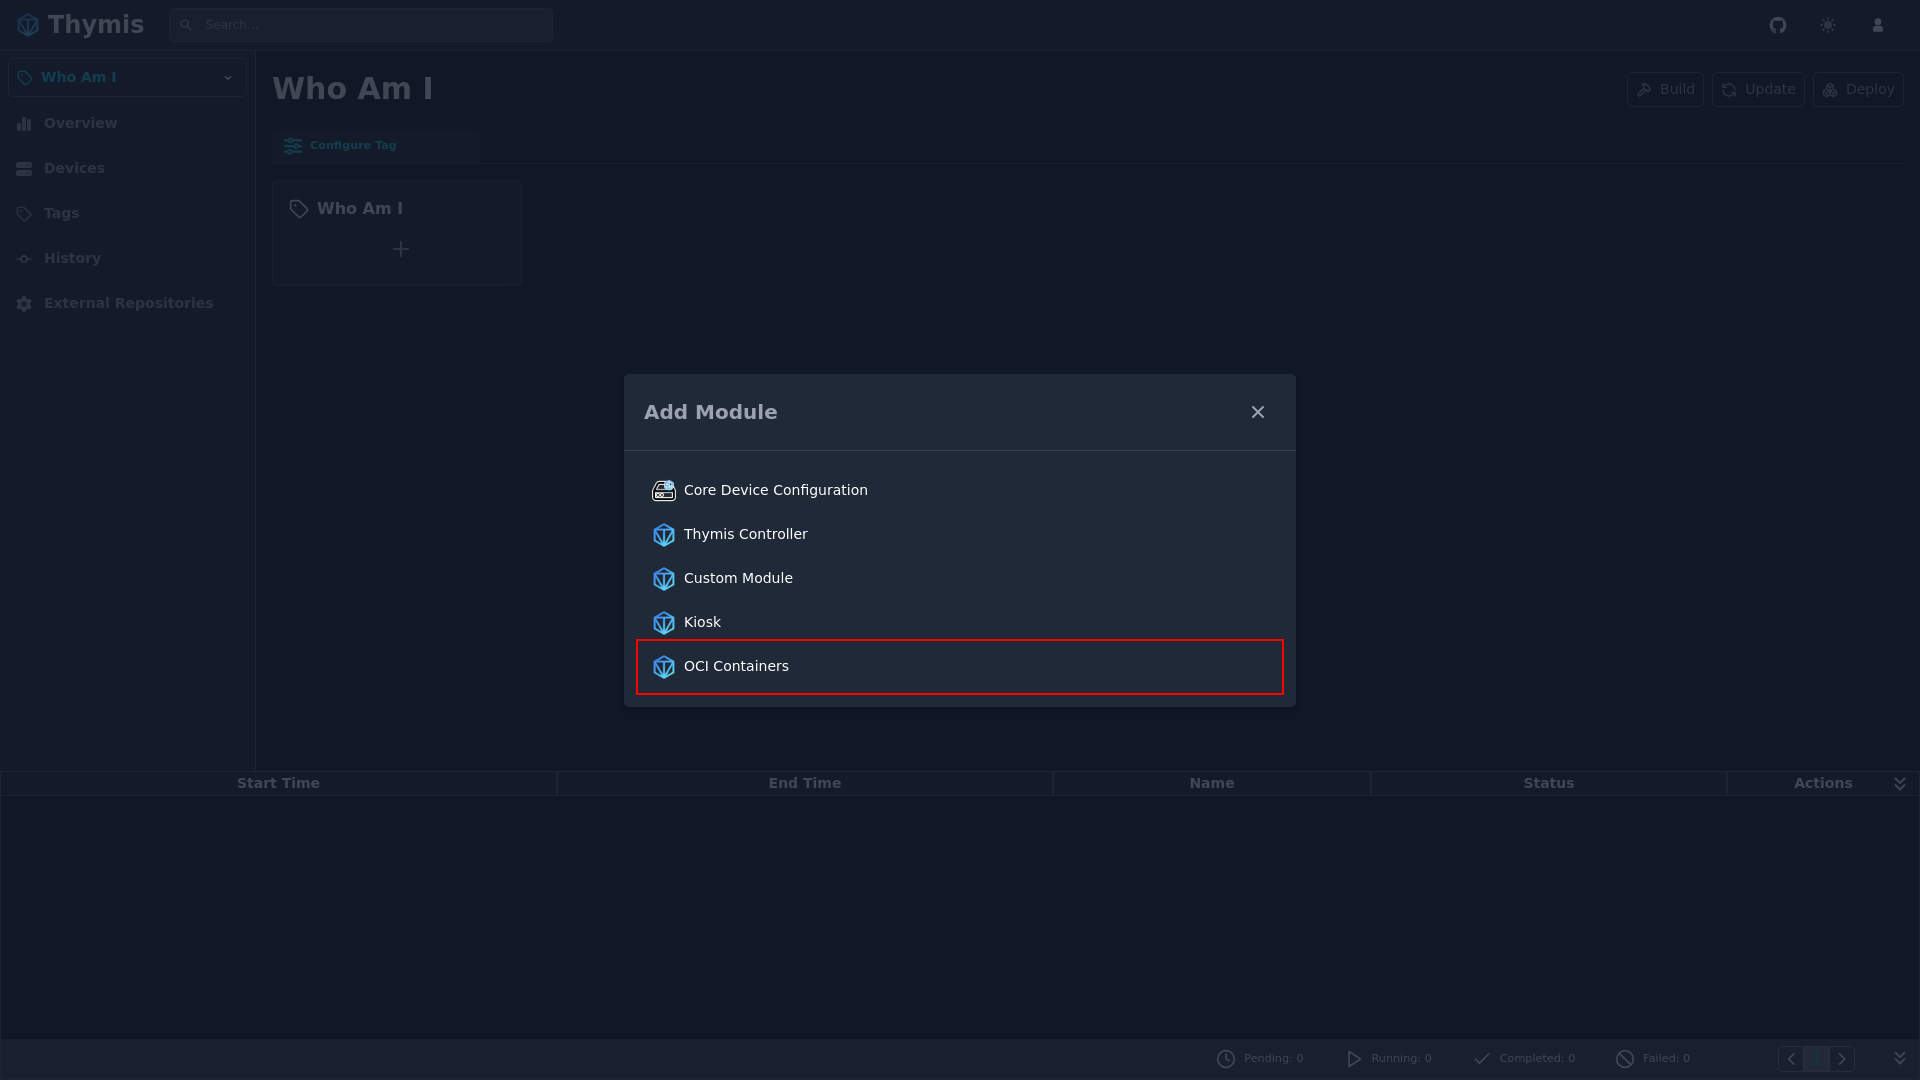 Thymis
Search...
Who Am I
Overview
Devices
Tags
History
External Repositories
Who Am I
Build
Update
Deploy
Configure Tag
Who Am I
Add Module
Core Device Configuration
Thymis Controller
Custom Module
Kiosk
OCI Containers
Start Time
End Time
Name
Status
Actions
Pending: 0
Running: 0
Completed: 0
Failed: 0